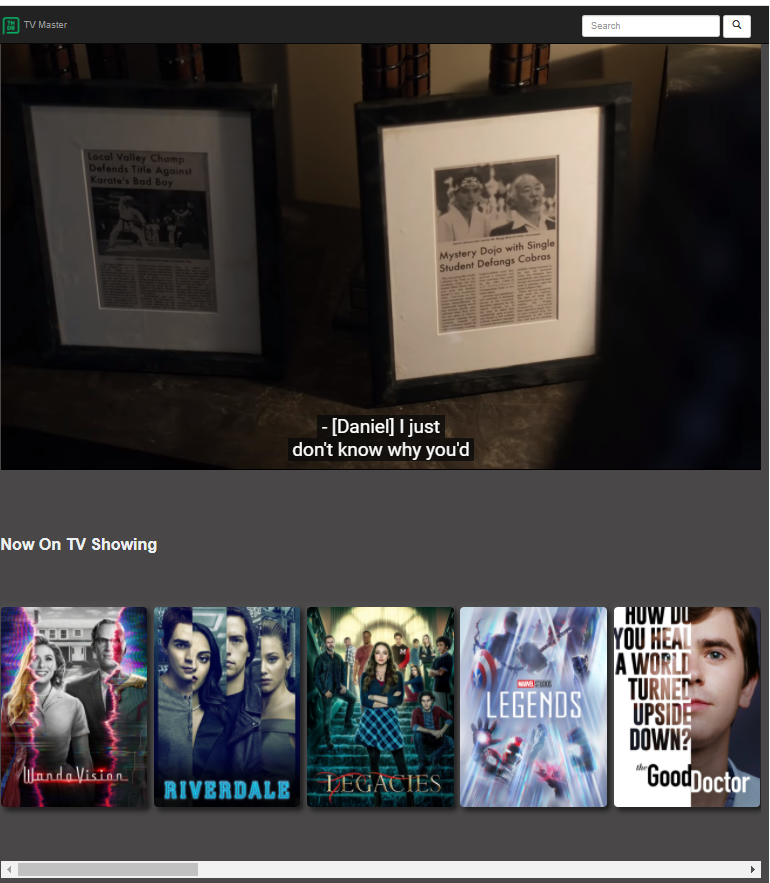 TV Master
Search
Local Valley Champ
Defends Title Against
Karate's Bad Boy
Mystery Dojo with Single
Student Defangs Cobras
- [Daniel] I just
don't know why you'd
Now On TV Showing
WandaVision
RIVERDALE
LEGACIES
MARVEL STUDIOS
LEGENDS
HOW DO
YOU HEAL
A WORLD
TURNED
UPSIDE
DOWN?
the Good Doctor